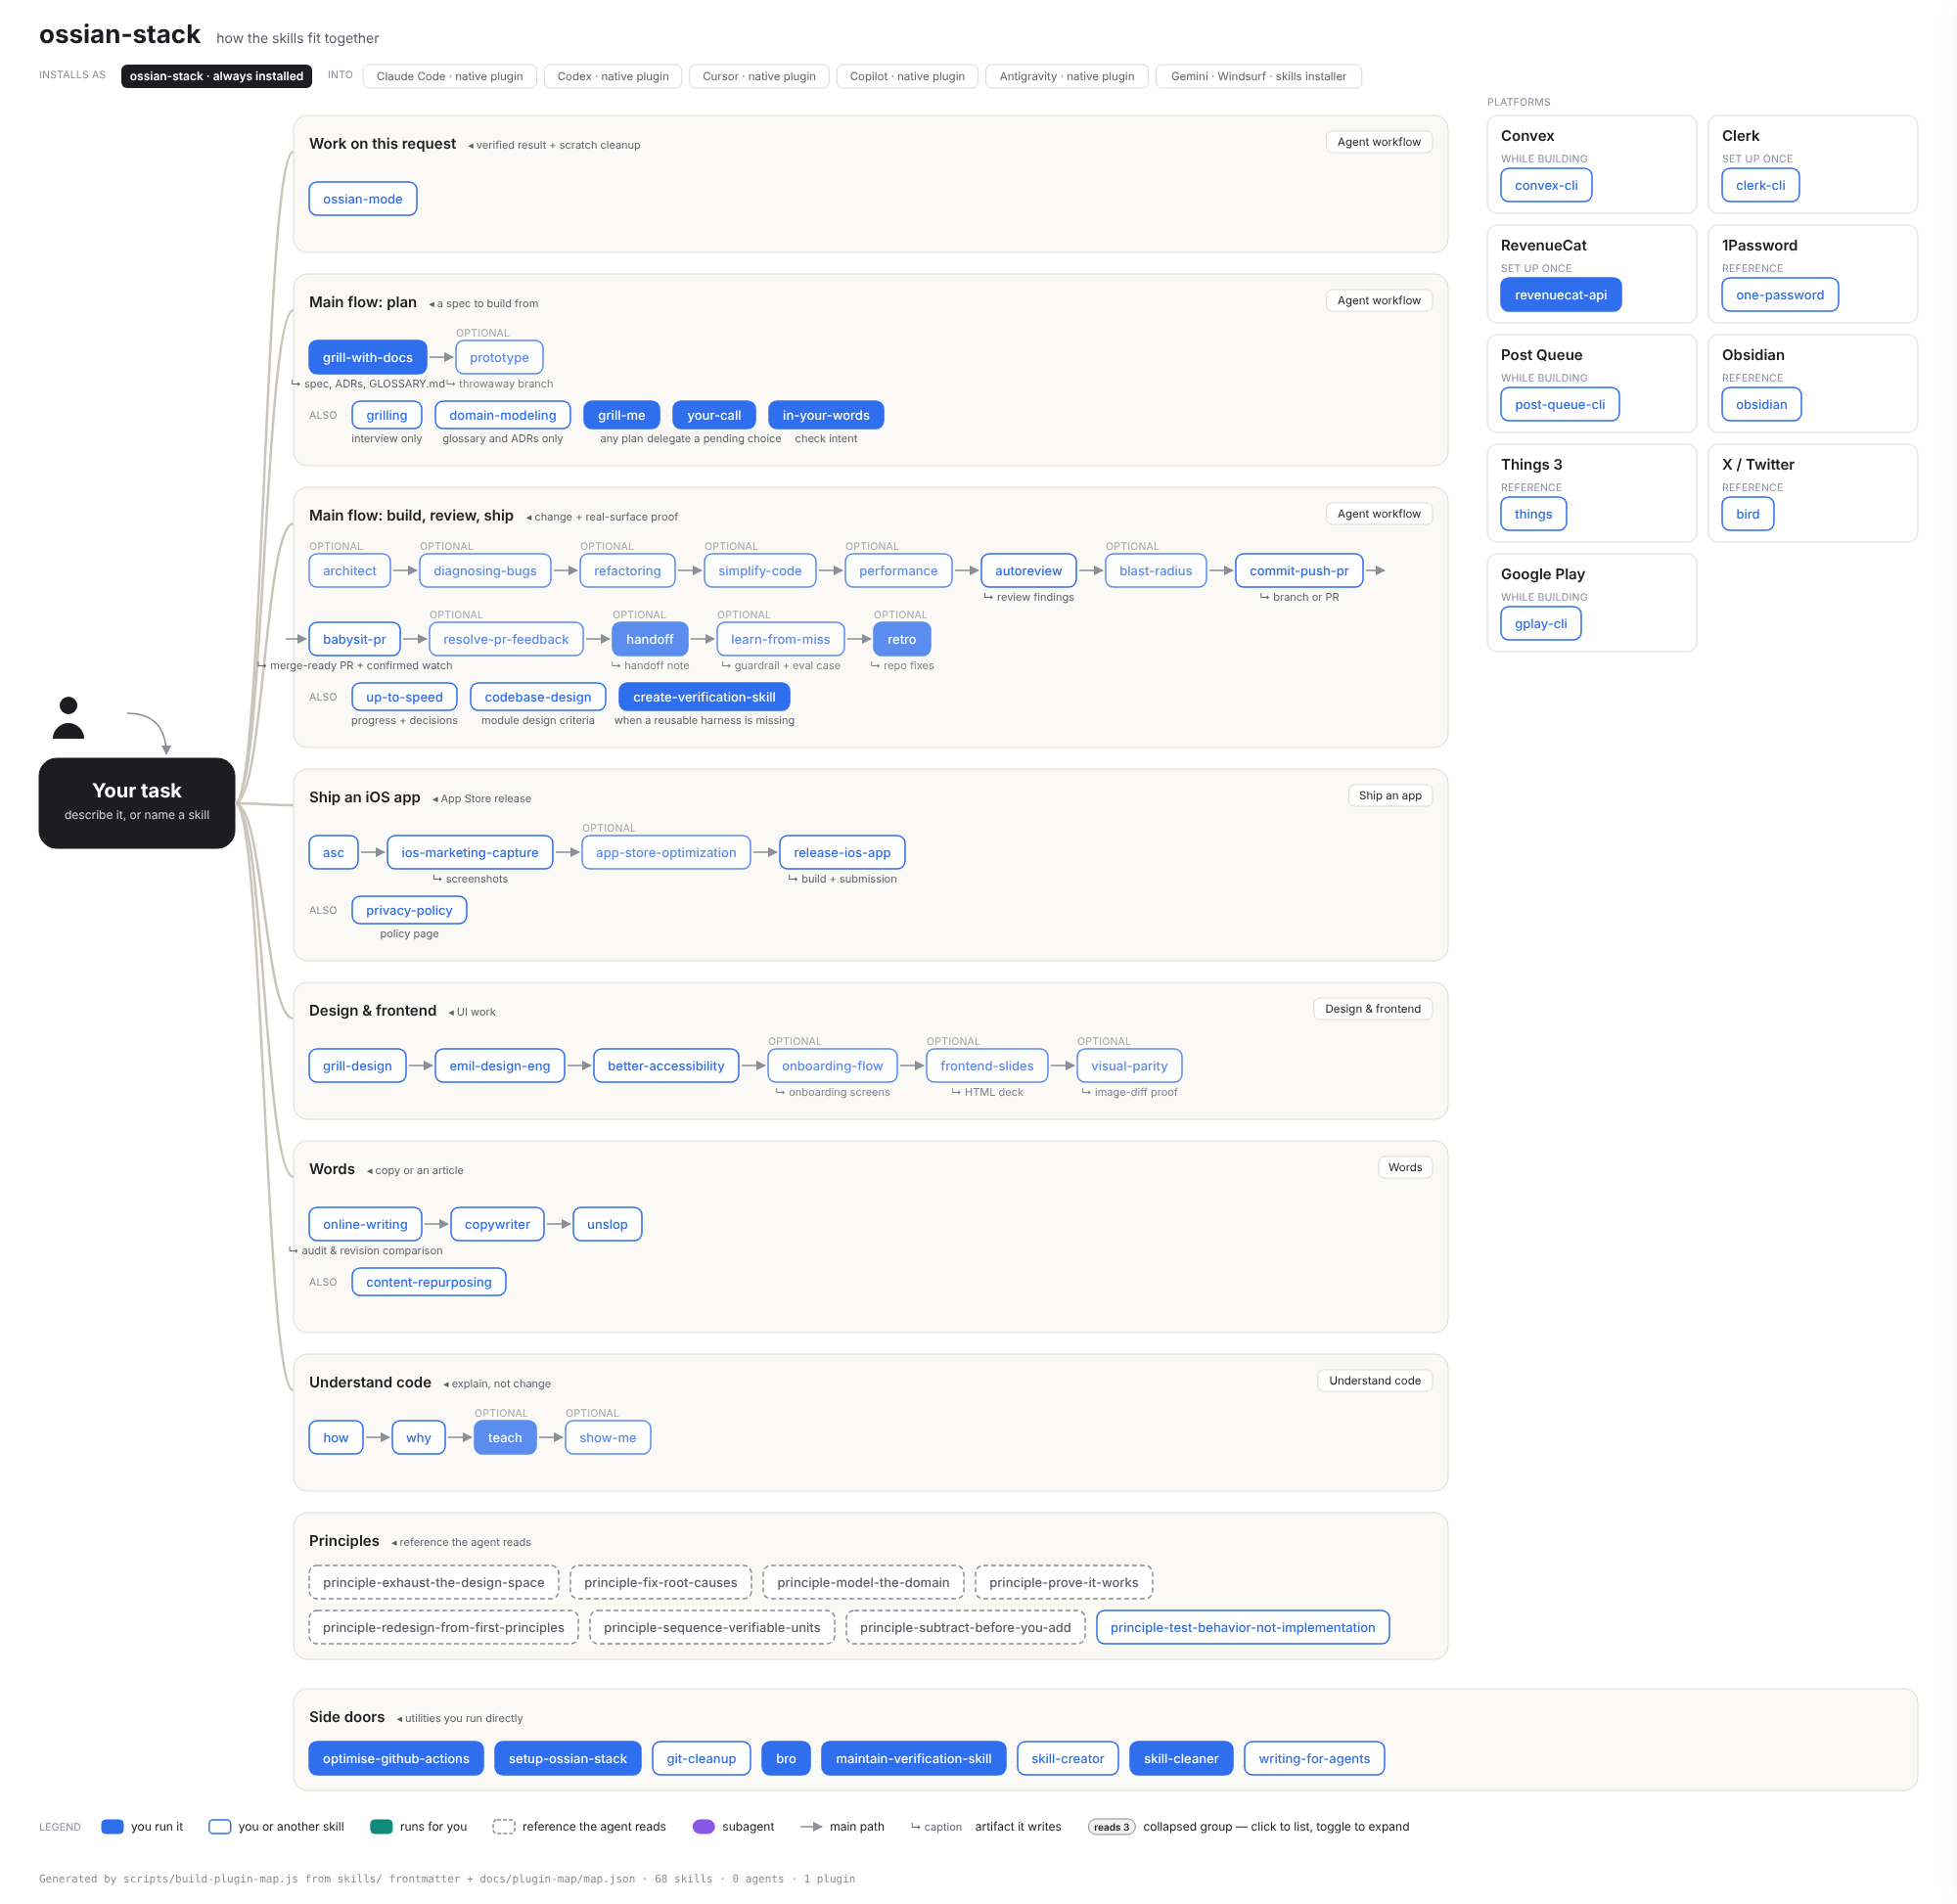 ossian-stack how the skills fit together
INSTALLS AS ossian-stack · always installed INTO Claude Code · native plugin Codex · native plugin Cursor · native plugin Copilot · native plugin Antigravity · native plugin Gemini · Windsurf · skills installer
Work on this request ◂ verified result + scratch cleanup Agent workflow
ossian-mode
Main flow: plan ◂ a spec to build from Agent workflow
OPTIONAL
grill-with-docs prototype
↳ spec, ADRs, GLOSSARY.md ↳ throwaway branch
ALSO grilling domain-modeling grill-me your-call in-your-words
interview only glossary and ADRs only any plan delegate a pending choice check intent
Main flow: build, review, ship ◂ change + real-surface proof Agent workflow
OPTIONAL OPTIONAL OPTIONAL OPTIONAL OPTIONAL OPTIONAL
architect diagnosing-bugs refactoring simplify-code performance autoreview blast-radius commit-push-pr
↳ review findings ↳ branch or PR
OPTIONAL OPTIONAL OPTIONAL OPTIONAL
babysit-pr resolve-pr-feedback handoff learn-from-miss retro
↳ merge-ready PR + confirmed watch ↳ handoff note ↳ guardrail + eval case ↳ repo fixes
ALSO up-to-speed codebase-design create-verification-skill
progress + decisions module design criteria when a reusable harness is missing
Your task
describe it, or name a skill
Ship an iOS app ◂ App Store release Ship an app
OPTIONAL
asc ios-marketing-capture app-store-optimization release-ios-app
↳ screenshots ↳ build + submission
ALSO privacy-policy
policy page
Design & frontend ◂ UI work Design & frontend
OPTIONAL OPTIONAL OPTIONAL
grill-design emil-design-eng better-accessibility onboarding-flow frontend-slides visual-parity
↳ onboarding screens ↳ HTML deck ↳ image-diff proof
Words ◂ copy or an article Words
online-writing copywriter unslop
↳ audit & revision comparison
ALSO content-repurposing
Understand code ◂ explain, not change Understand code
OPTIONAL OPTIONAL
how why teach show-me
Principles ◂ reference the agent reads
principle-exhaust-the-design-space principle-fix-root-causes principle-model-the-domain principle-prove-it-works
principle-redesign-from-first-principles principle-sequence-verifiable-units principle-subtract-before-you-add principle-test-behavior-not-implementation
Side doors ◂ utilities you run directly
optimise-github-actions setup-ossian-stack git-cleanup bro maintain-verification-skill skill-creator skill-cleaner writing-for-agents
PLATFORMS
Convex
WHILE BUILDING
convex-cli
Clerk
SET UP ONCE
clerk-cli
RevenueCat
SET UP ONCE
revenuecat-api
1Password
REFERENCE
one-password
Post Queue
WHILE BUILDING
post-queue-cli
Obsidian
REFERENCE
obsidian
Things 3
REFERENCE
things
X / Twitter
REFERENCE
bird
Google Play
WHILE BUILDING
gplay-cli
LEGEND you run it you or another skill runs for you reference the agent reads subagent main path ↳ caption artifact it writes reads 3 collapsed group — click to list, toggle to expand
Generated by scripts/build-plugin-map.js from skills/ frontmatter + docs/plugin-map/map.json · 68 skills · 0 agents · 1 plugin